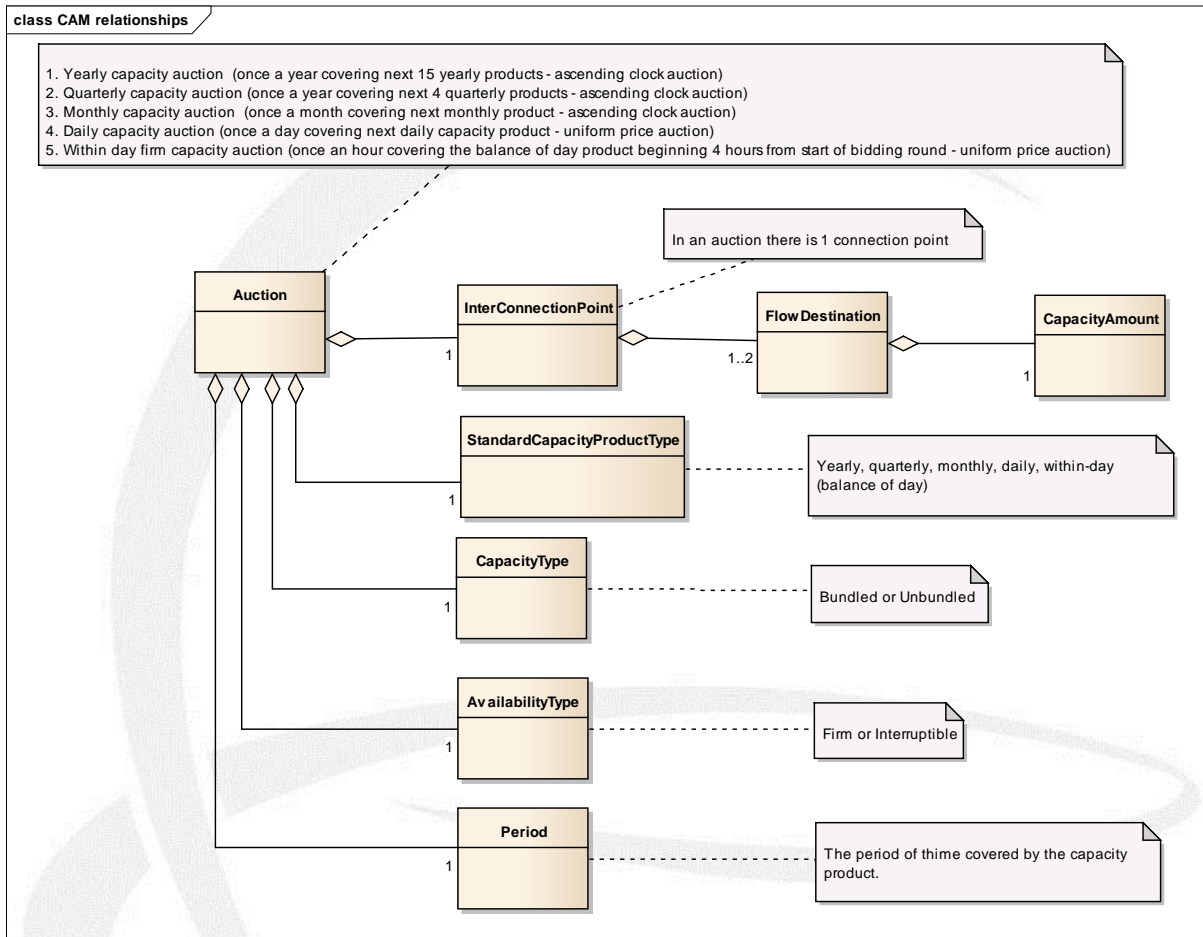 class CAM relationships
1. Yearly capacity auction (once a year covering next 15 yearly products - ascending clock auction)
2. Quarterly capacity auction (once a year covering next 4 quarterly products - ascending clock auction)
3. Monthly capacity auction (once a month covering next monthly product - ascending clock auction)
4. Daily capacity auction (once a day covering next daily capacity product - uniform price auction)
5. Within day firm capacity auction (once an hour covering the balance of day product beginning 4 hours from start of bidding round - uniform price auction)
In an auction there is 1 connection point
Auction
InterConnectionPoint
FlowDestination
CapacityAmount
1
1..2
1
StandardCapacityProductType
Yearly, quarterly, monthly, daily, within-day
(balance of day)
1
CapacityType
Bundled or Unbundled
1
AvailabilityType
Firm or Interruptible
1
Period
The period of thime covered by the capacity
product.
1